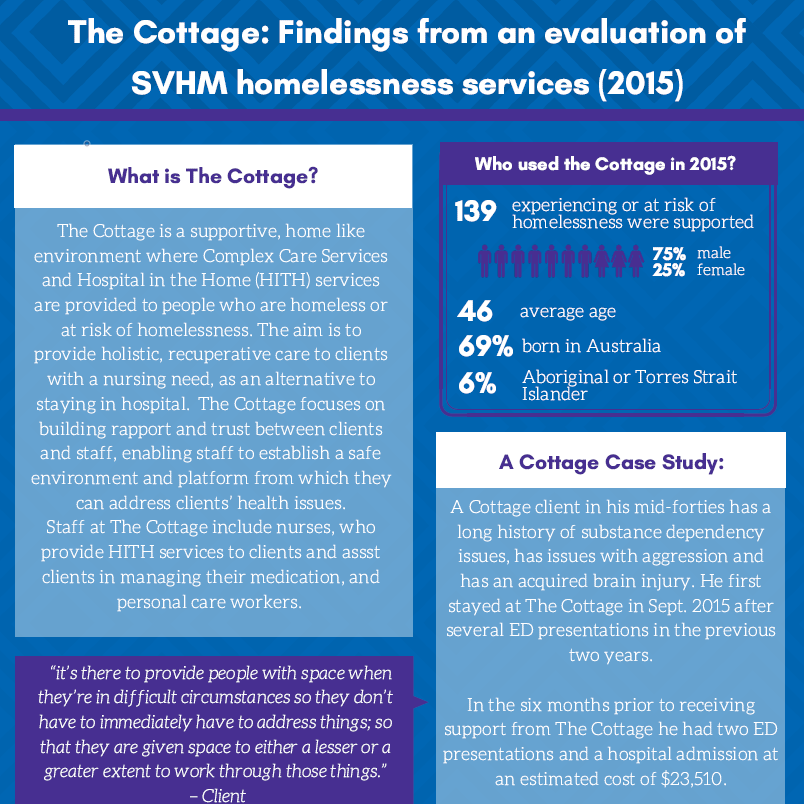 The Cottage: Findings from an evaluation of
SVHM homelessness services (2015)
What is The Cottage?
The Cottage is a supportive, home like
environment where Complex Care Services
and Hospital in the Home (HITH) services
are provided to people who are homeless or
at risk of homelessness. The aim is to
provide holistic, recuperative care to clients
with a nursing need, as an alternative to
staying in hospital. The Cottage focuses on
building rapport and trust between clients
and staff, enabling staff to establish a safe
environment and platform from which they
can address clients' health issues.
Staff at The Cottage include nurses, who
provide HITH services to clients and assst
clients in managing their medication, and
personal care workers.
"it's there to provide people with space when
they're in difficult circumstances so they don't
have to immediately have to address things; so
that they are given space to either a lesser or a
greater extent to work through those things."
– Client
Who used the Cottage in 2015?
139 experiencing or at risk of
homelessness were supported
75% male
25% female
46 average age
69% born in Australia
6% Aboriginal or Torres Strait
Islander
A Cottage Case Study:
A Cottage client in his mid-forties has a
long history of substance dependency
issues, has issues with aggression and
has an acquired brain injury. He first
stayed at The Cottage in Sept. 2015 after
several ED presentations in the previous
two years.
In the six months prior to receiving
support from The Cottage he had two ED
presentations and a hospital admission at
an estimated cost of $23,510.